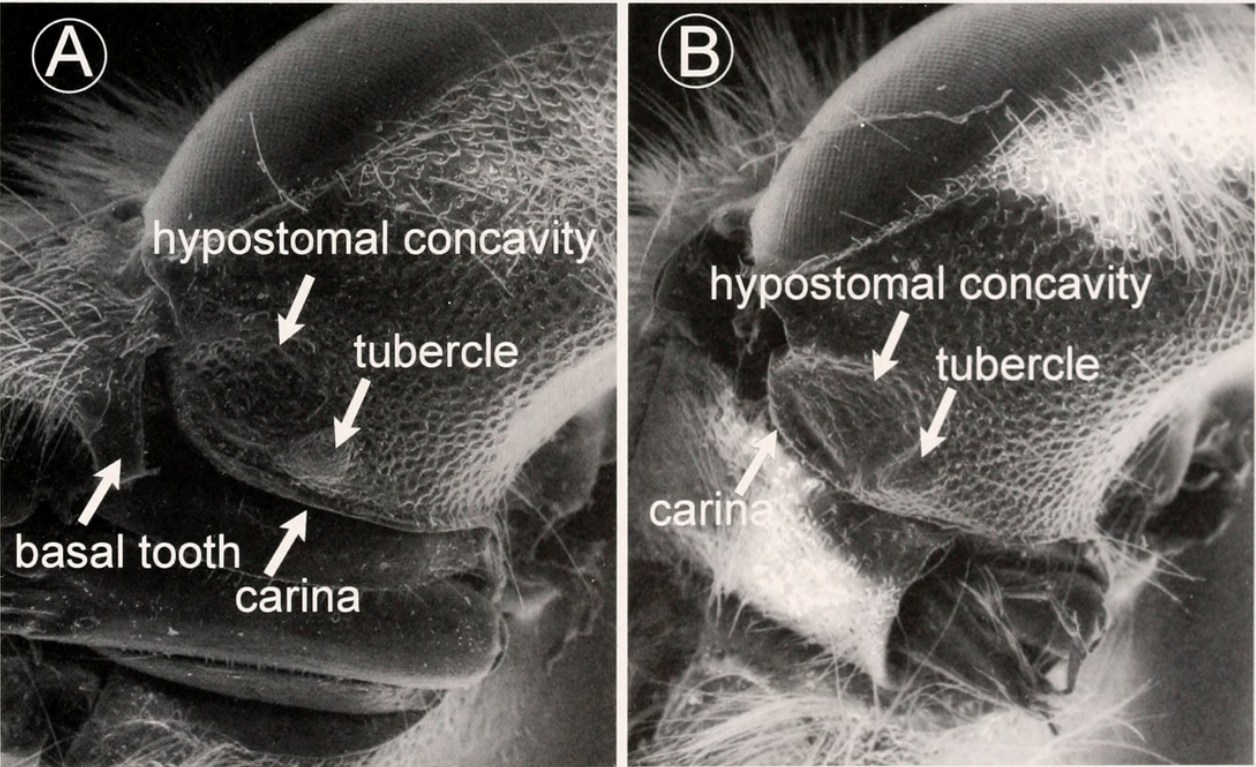 A
hypostomal concavity
tubercle
basal tooth
carina
B
hypostomal concavity
tubercle
carina